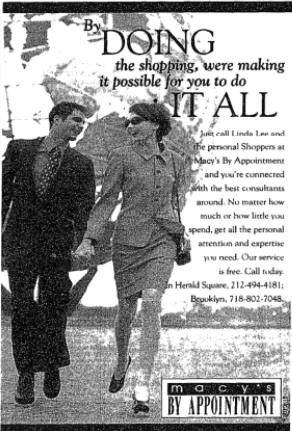 By
DOING
the shopping, were making
it possible for you to do
IT ALL
Just call Linda Lee and
the personal Shoppers at
Macy's By Appointment
and you're connected
with the best consultants
around. No matter how
much or how little you
spend, get all the personal
attention and expertise
you need. Our service
is free. Call today.
In Herald Square, 212-494-4181;
Brooklyn, 718-802-7048.
macy's
BY APPOINTMENT